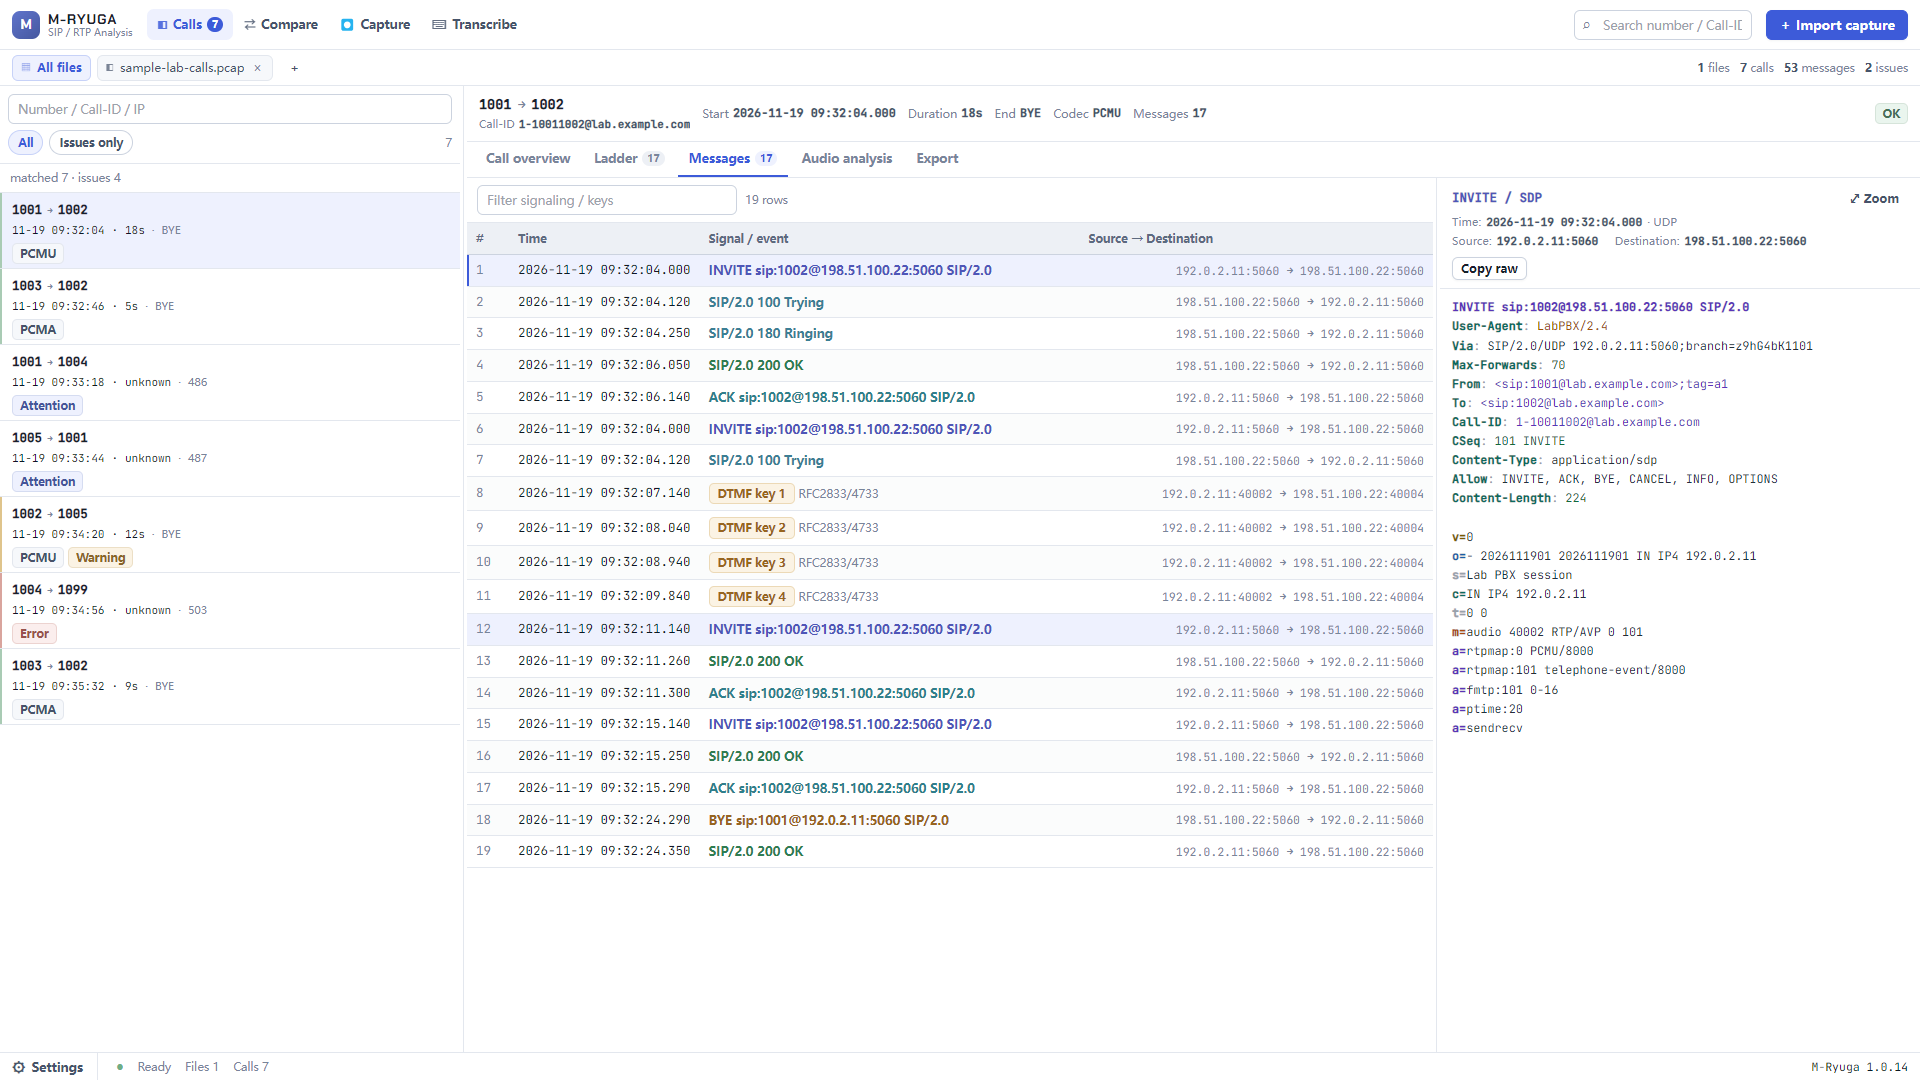 M
M-RYUGA
SIP / RTP Analysis
Calls 7
Compare
Capture
Transcribe
Search number / Call-ID
+ Import capture
All files
sample-lab-calls.pcap ×
+
1 files 7 calls 53 messages 2 issues
Number / Call-ID / IP
All Issues only 7
matched 7 · issues 4
1001 → 1002
11-19 09:32:04 · 18s · BYE
PCMU
1003 → 1002
11-19 09:32:46 · 5s · BYE
PCMA
1001 → 1004
11-19 09:33:18 · unknown · 486
Attention
1005 → 1001
11-19 09:33:44 · unknown · 487
Attention
1002 → 1005
11-19 09:34:20 · 12s · BYE
PCMU Warning
1004 → 1099
11-19 09:34:56 · unknown · 503
Error
1003 → 1002
11-19 09:35:32 · 9s · BYE
PCMA
1001 → 1002
Call-ID 1-10011002@lab.example.com
Start 2026-11-19 09:32:04.000 Duration 18s End BYE Codec PCMU Messages 17
OK
Call overview Ladder 17 Messages 17 Audio analysis Export
Filter signaling / keys 19 rows
# Time Signal / event Source → Destination
1 2026-11-19 09:32:04.000 INVITE sip:1002@198.51.100.22:5060 SIP/2.0 192.0.2.11:5060 → 198.51.100.22:5060
2 2026-11-19 09:32:04.120 SIP/2.0 100 Trying 198.51.100.22:5060 → 192.0.2.11:5060
3 2026-11-19 09:32:04.250 SIP/2.0 180 Ringing 198.51.100.22:5060 → 192.0.2.11:5060
4 2026-11-19 09:32:06.050 SIP/2.0 200 OK 198.51.100.22:5060 → 192.0.2.11:5060
5 2026-11-19 09:32:06.140 ACK sip:1002@198.51.100.22:5060 SIP/2.0 192.0.2.11:5060 → 198.51.100.22:5060
6 2026-11-19 09:32:04.000 INVITE sip:1002@198.51.100.22:5060 SIP/2.0 192.0.2.11:5060 → 198.51.100.22:5060
7 2026-11-19 09:32:04.120 SIP/2.0 100 Trying 198.51.100.22:5060 → 192.0.2.11:5060
8 2026-11-19 09:32:07.140 DTMF key 1 RFC2833/4733 192.0.2.11:40002 → 198.51.100.22:40004
9 2026-11-19 09:32:08.040 DTMF key 2 RFC2833/4733 192.0.2.11:40002 → 198.51.100.22:40004
10 2026-11-19 09:32:08.940 DTMF key 3 RFC2833/4733 192.0.2.11:40002 → 198.51.100.22:40004
11 2026-11-19 09:32:09.840 DTMF key 4 RFC2833/4733 192.0.2.11:40002 → 198.51.100.22:40004
12 2026-11-19 09:32:11.140 INVITE sip:1002@198.51.100.22:5060 SIP/2.0 192.0.2.11:5060 → 198.51.100.22:5060
13 2026-11-19 09:32:11.260 SIP/2.0 200 OK 198.51.100.22:5060 → 192.0.2.11:5060
14 2026-11-19 09:32:11.300 ACK sip:1002@198.51.100.22:5060 SIP/2.0 192.0.2.11:5060 → 198.51.100.22:5060
15 2026-11-19 09:32:15.140 INVITE sip:1002@198.51.100.22:5060 SIP/2.0 192.0.2.11:5060 → 198.51.100.22:5060
16 2026-11-19 09:32:15.250 SIP/2.0 200 OK 198.51.100.22:5060 → 192.0.2.11:5060
17 2026-11-19 09:32:15.290 ACK sip:1002@198.51.100.22:5060 SIP/2.0 192.0.2.11:5060 → 198.51.100.22:5060
18 2026-11-19 09:32:24.290 BYE sip:1001@192.0.2.11:5060 SIP/2.0 198.51.100.22:5060 → 192.0.2.11:5060
19 2026-11-19 09:32:24.350 SIP/2.0 200 OK 192.0.2.11:5060 → 198.51.100.22:5060
INVITE / SDP Zoom
Time: 2026-11-19 09:32:04.000 · UDP
Source: 192.0.2.11:5060 Destination: 198.51.100.22:5060
Copy raw
INVITE sip:1002@198.51.100.22:5060 SIP/2.0
User-Agent: LabPBX/2.4
Via: SIP/2.0/UDP 192.0.2.11:5060;branch=z9hG4bK1101
Max-Forwards: 70
From: <sip:1001@lab.example.com>;tag=a1
To: <sip:1002@lab.example.com>
Call-ID: 1-10011002@lab.example.com
CSeq: 101 INVITE
Content-Type: application/sdp
Allow: INVITE, ACK, BYE, CANCEL, INFO, OPTIONS
Content-Length: 224
v=0
o=- 2026111901 2026111901 IN IP4 192.0.2.11
s=Lab PBX session
c=IN IP4 192.0.2.11
t=0 0
m=audio 40002 RTP/AVP 0 101
a=rtpmap:0 PCMU/8000
a=rtpmap:101 telephone-event/8000
a=fmtp:101 0-16
a=ptime:20
a=sendrecv
Settings Ready Files 1 Calls 7
M-Ryuga 1.0.14